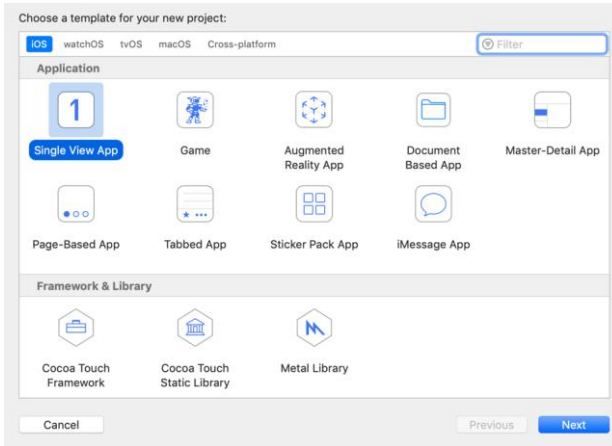 Choose a template for your new project:
iOS watchOS tvOS macOS Cross-platform
Filter
Application
1
Single View App
Game
Augmented
Reality App
Document
Based App
Master-Detail App
Page-Based App
Tabbed App
Sticker Pack App
iMessage App
Framework & Library
Cocoa Touch
Framework
Cocoa Touch
Static Library
Metal Library
Cancel
Previous
Next